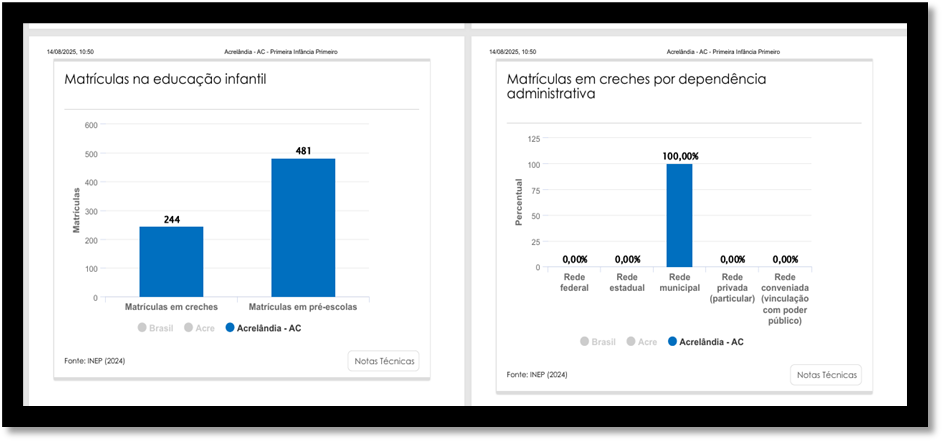 14/08/2025, 10:50
Acrelândia - AC - Primeira Infância Primeiro
Matrículas na educação infantil
600
500
400
300
200
100
0
Matrículas
244
481
Matrículas em creches
Matrículas em pré-escolas
Brasil
Acre
Acrelândia - AC
Fonte: INEP (2024)
Notas Técnicas
14/08/2025, 10:50
Acrelândia - AC - Primeira Infância Primeiro
Matrículas em creches por dependência
administrativa
125
100
75
50
25
0
Percentual
0,00%
0,00%
100,00%
0,00%
0,00%
Rede
federal
Rede
estadual
Rede
municipal
Rede
privada
(particular)
Rede
conveniada
(vinculação
com poder
público)
Brasil
Acre
Acrelândia - AC
Fonte: INEP (2024)
Notas Técnicas